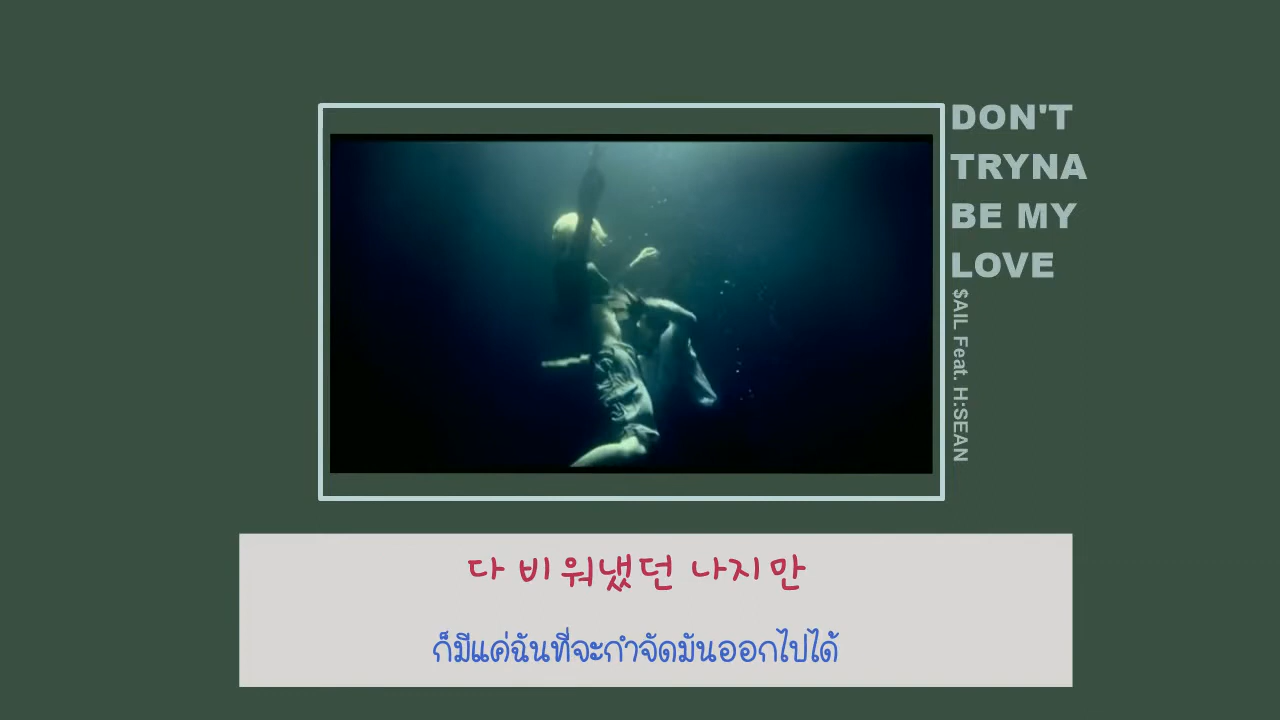 DON'T
TRYNA
BE MY
LOVE
$AIL Feat. H:SEAN
다 비워냈던 나지만
ก็มีแค่ฉันที่จะกำจัดมันออกไปได้